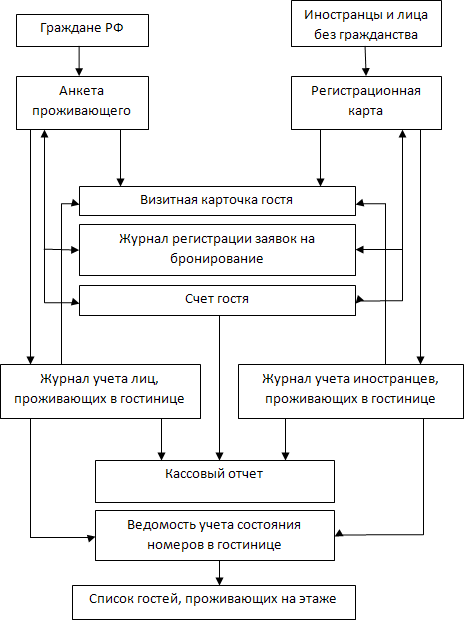 Граждане РФ
Иностранцы и лица
без гражданства
Анкета
проживающего
Регистрационная
карта
Визитная карточка гостя
Журнал регистрации заявок на
бронирование
Счет гостя
Журнал учета лиц,
проживающих в гостинице
Журнал учета иностранцев,
проживающих в гостинице
Кассовый отчет
Ведомость учета состояния
номеров в гостинице
Список гостей, проживающих на этаже